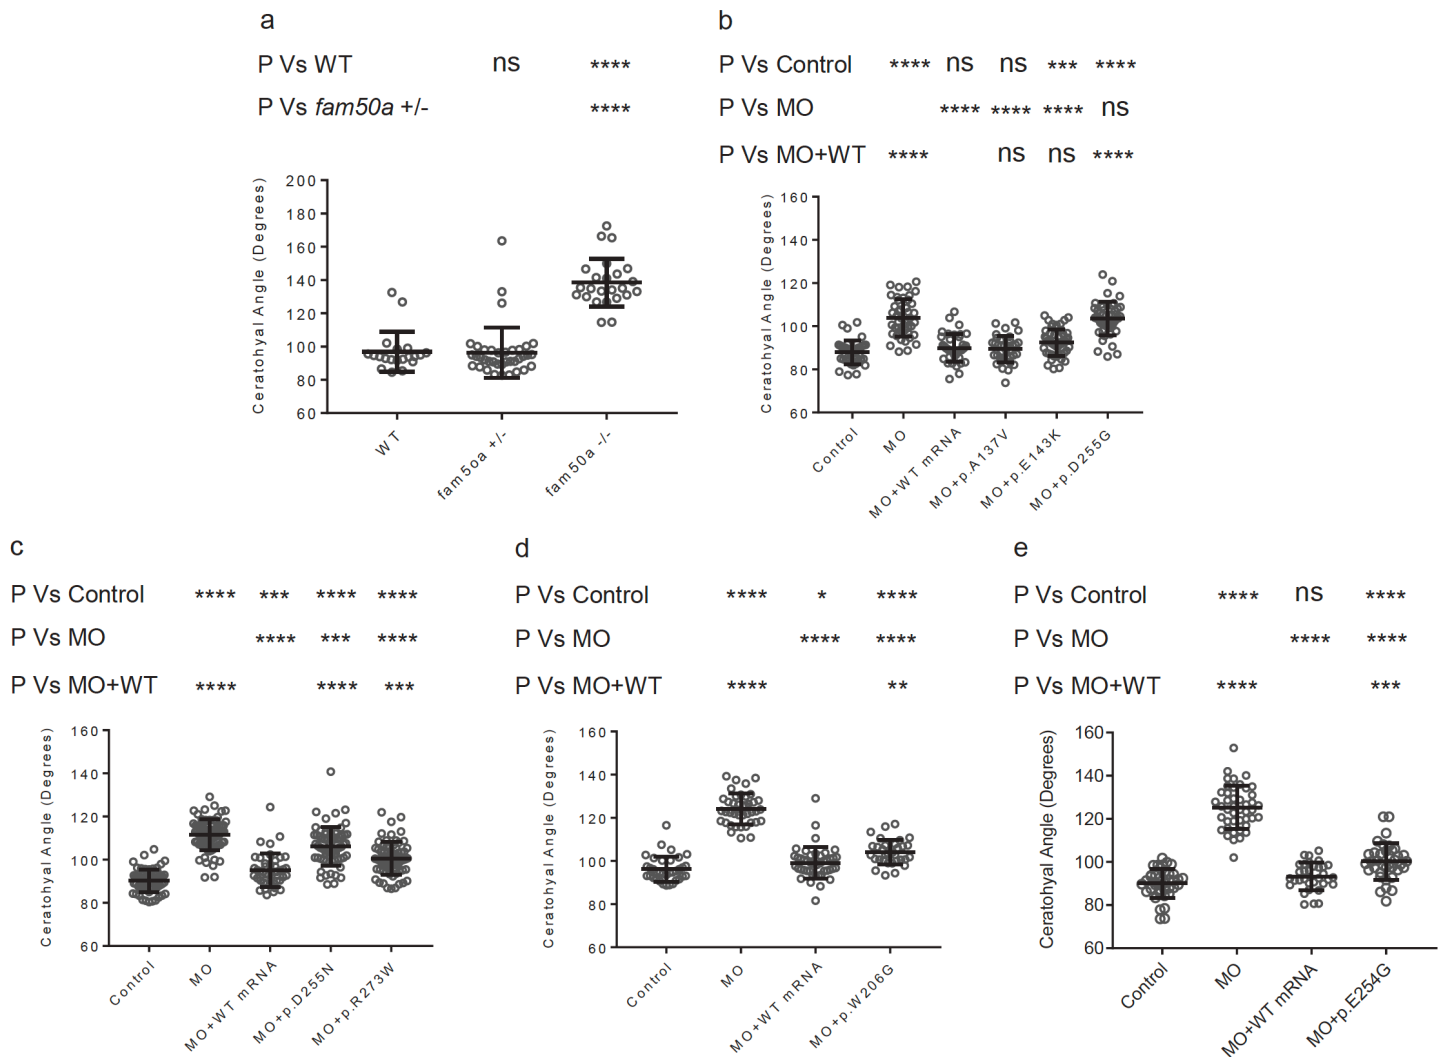 a
P Vs WT ns ****
P Vs fam50a +/- ****
Ceratohyal Angle (Degrees)
200
180
160
140
120
100
80
60
WT
fam5oa +/-
fam50a -/-
b
P Vs Control **** ns ns *** ****
P Vs MO **** **** **** ns
P Vs MO+WT **** ns ns ****
Ceratohyal Angle (Degrees)
160
140
120
100
80
60
Control
MO
MO+WT mRNA
MO+p.A137V
MO+p.E143K
MO+p.D255G
c
P Vs Control **** *** **** ****
P Vs MO **** *** ****
P Vs MO+WT **** **** ***
Ceratohyal Angle (Degrees)
160
140
120
100
80
60
Control
MO
MO+WT mRNA
MO+p.D255N
MO+p.R273W
d
P Vs Control **** * ****
P Vs MO **** ****
P Vs MO+WT **** **
Ceratohyal Angle (Degrees)
160
140
120
100
80
60
Control
MO
MO+WT mRNA
MO+p.W206G
e
P Vs Control **** ns ****
P Vs MO **** ****
P Vs MO+WT **** ***
Ceratohyal Angle (Degrees)
160
140
120
100
80
60
Control
MO
MO+WT mRNA
MO+p.E254G